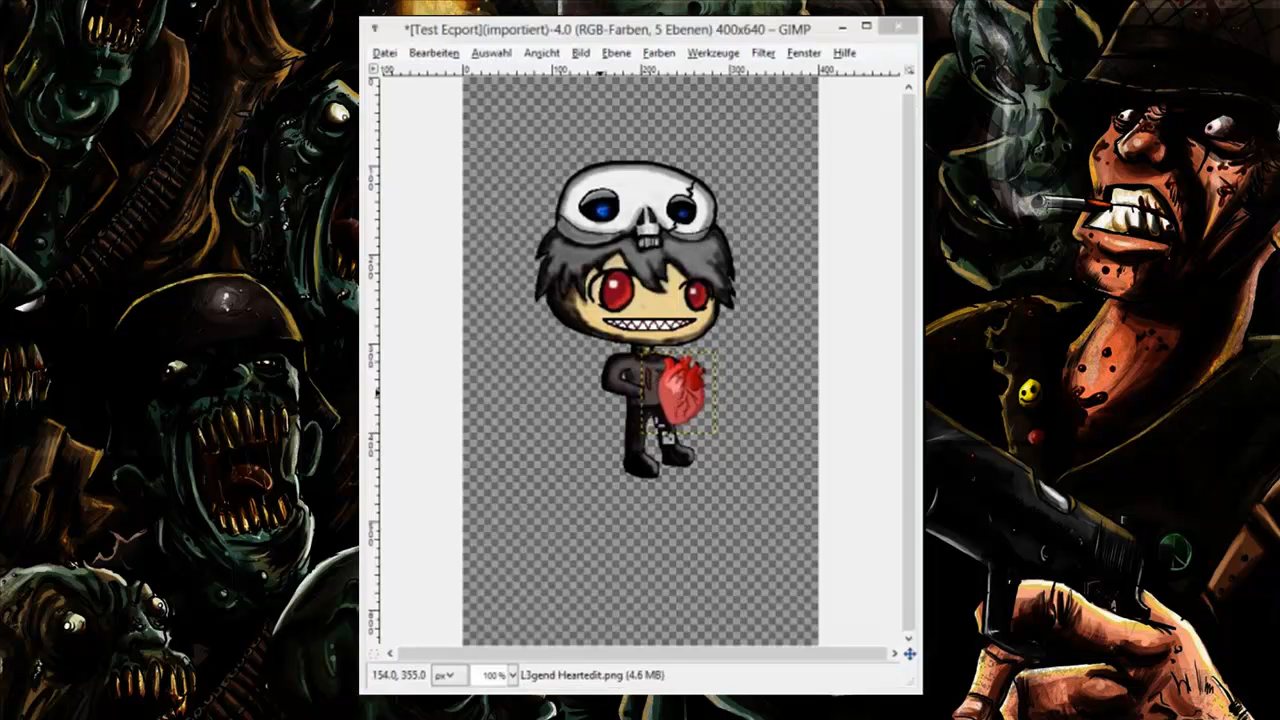 *[Test Ecport](importiert)-4.0 (RGB-Farben, 5 Ebenen) 400x640 – GIMP
Datei Bearbeiten Auswahl Ansicht Bild Ebene Farben Werkzeuge Filter Fenster Hilfe
100 0 100 200 300 400
154.0, 355.0 px 100 % L3gend Heartedit.png (4.6 MB)